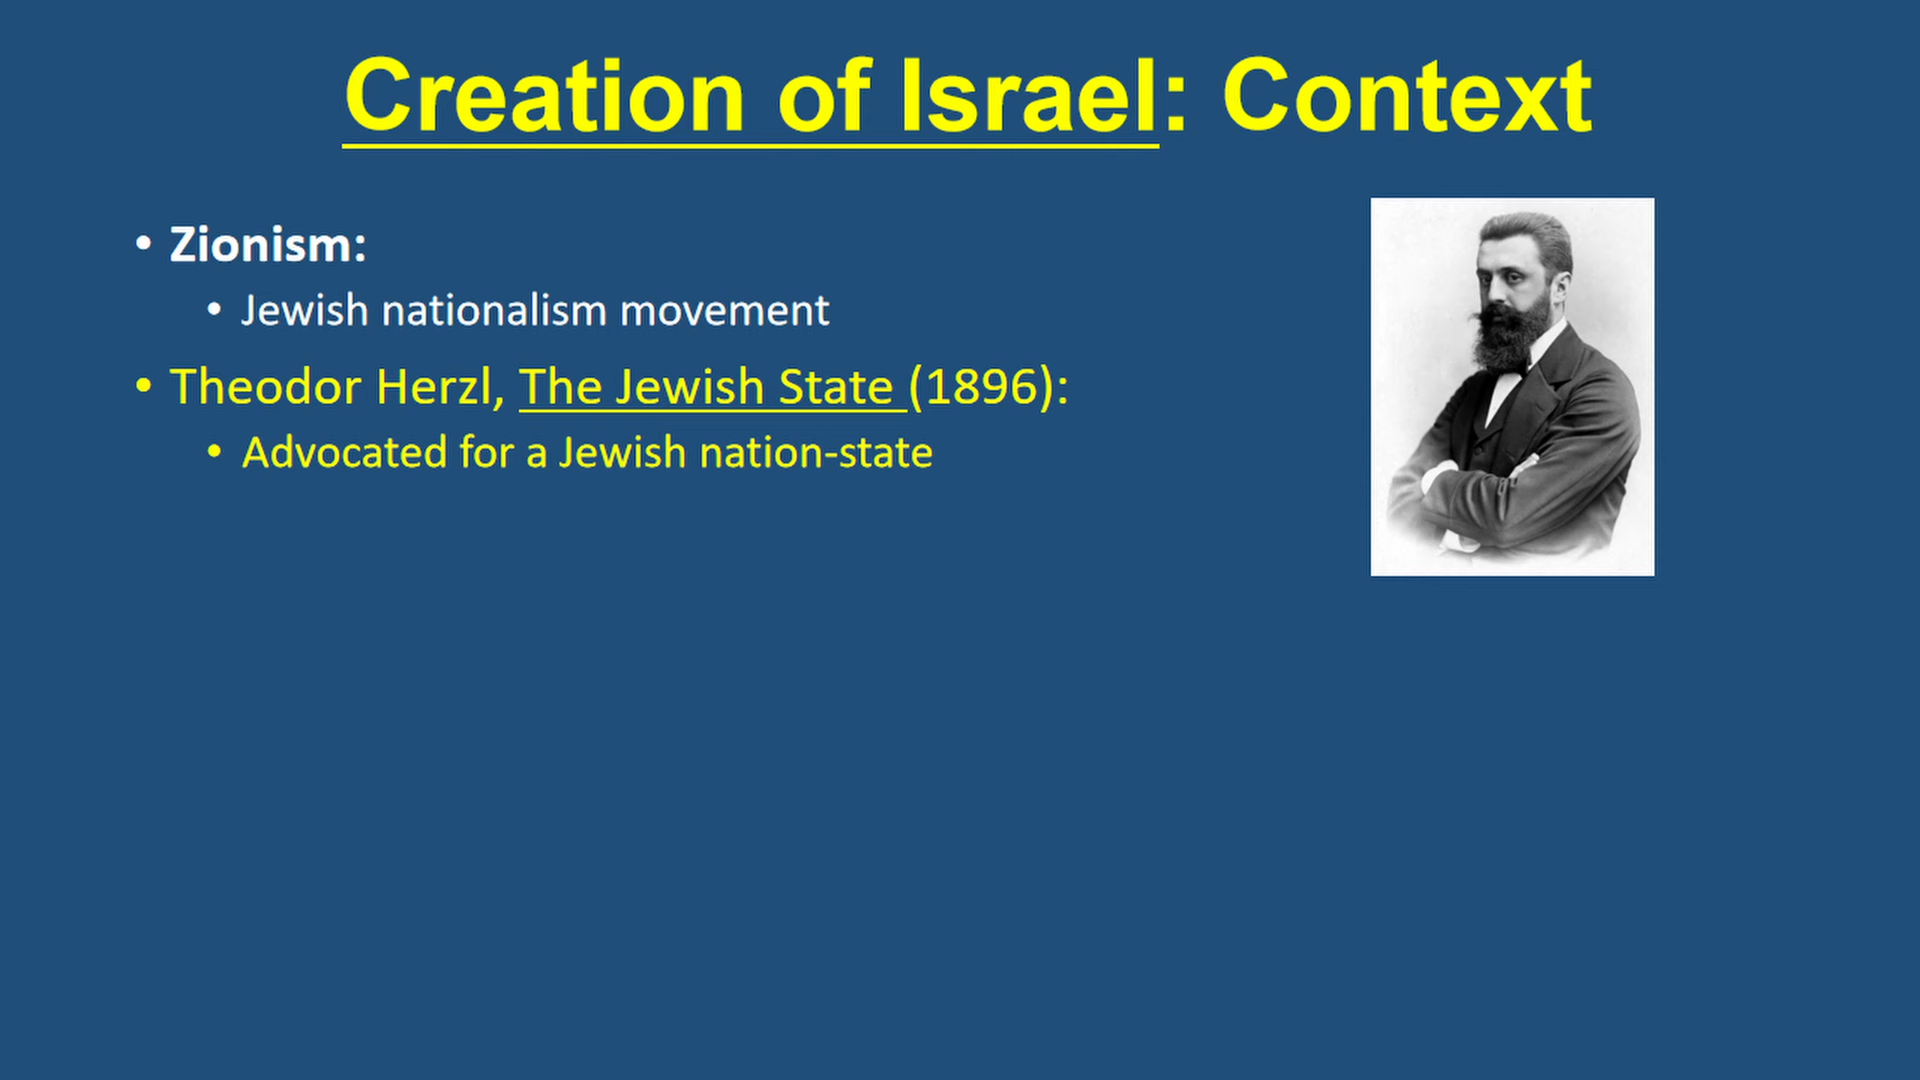 Creation of Israel: Context
• Zionism:
• Jewish nationalism movement
• Theodor Herzl, The Jewish State (1896):
• Advocated for a Jewish nation-state